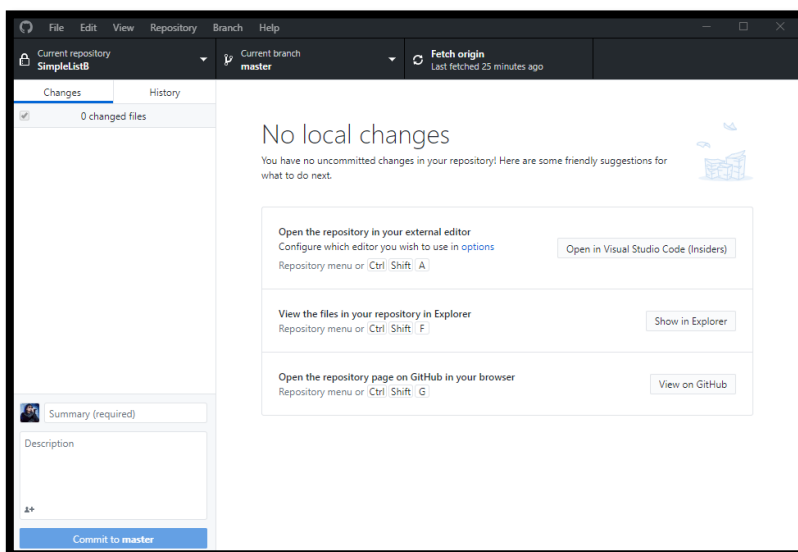 File Edit View Repository Branch Help
Current repository
SimpleListB
Current branch
master
Fetch origin
Last fetched 25 minutes ago
Changes History
0 changed files
No local changes
You have no uncommitted changes in your repository! Here are some friendly suggestions for
what to do next.
Open the repository in your external editor
Configure which editor you wish to use in options
Repository menu or Ctrl Shift A
Open in Visual Studio Code (Insiders)
View the files in your repository in Explorer
Repository menu or Ctrl Shift F
Show in Explorer
Open the repository page on GitHub in your browser
Repository menu or Ctrl Shift G
View on GitHub
Summary (required)
Description
Commit to master